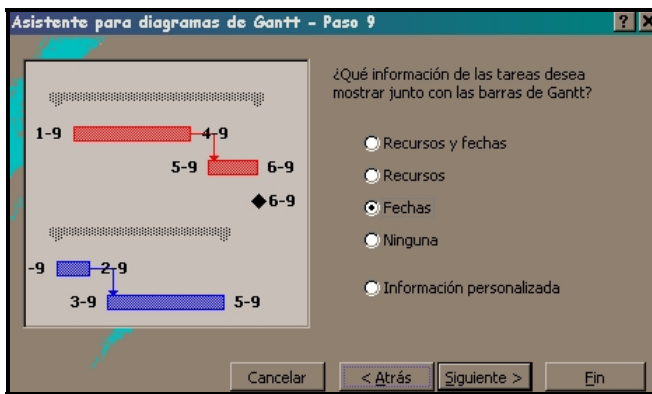 Asistente para diagramas de Gantt - Paso 9
¿Qué información de las tareas desea
mostrar junto con las barras de Gantt?
1-9 4-9
5-9 6-9
6-9
-9 2-9
3-9 5-9
Recursos y fechas
Recursos
Fechas
Ninguna
Información personalizada
Cancelar < Atrás Siguiente > Fin